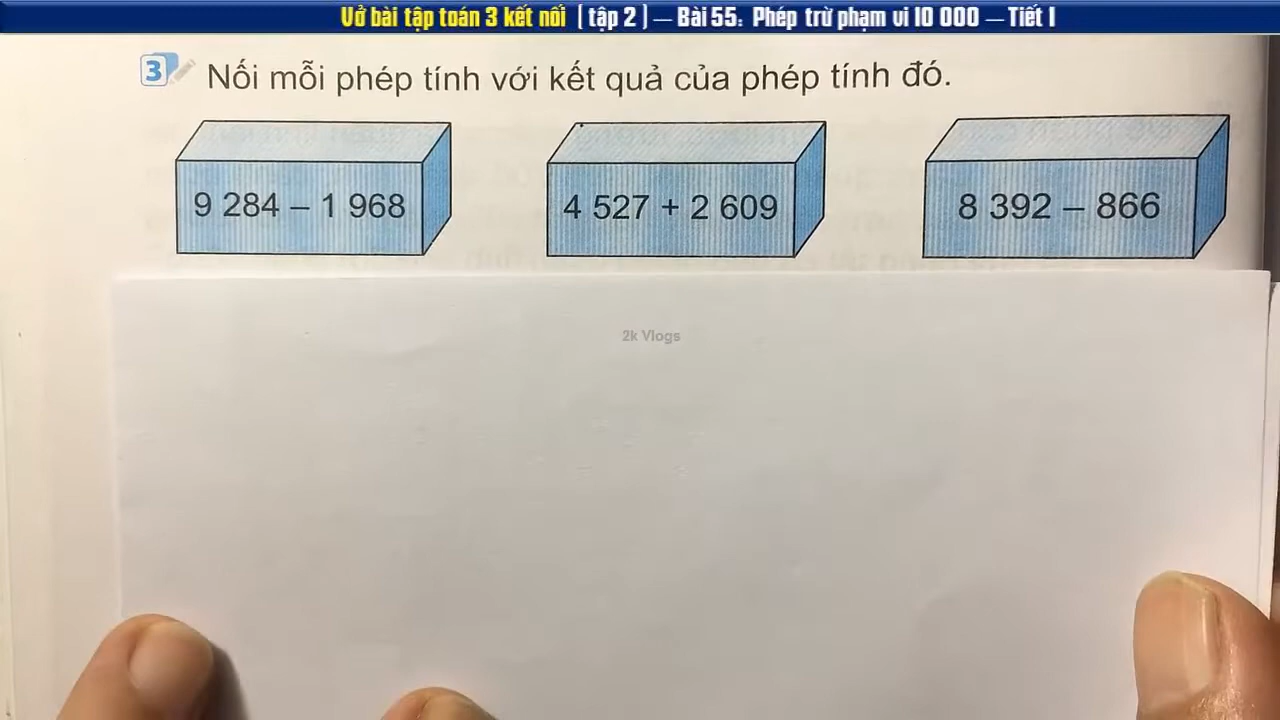 Vở bài tập toán 3 kết nối ( tập 2 ) – Bài 55: Phép trừ phạm vi 10 000 – Tiết 1
3 Nối mỗi phép tính với kết quả của phép tính đó.
9 284 – 1 968 4 527 + 2 609 8 392 – 866
2k Vlogs